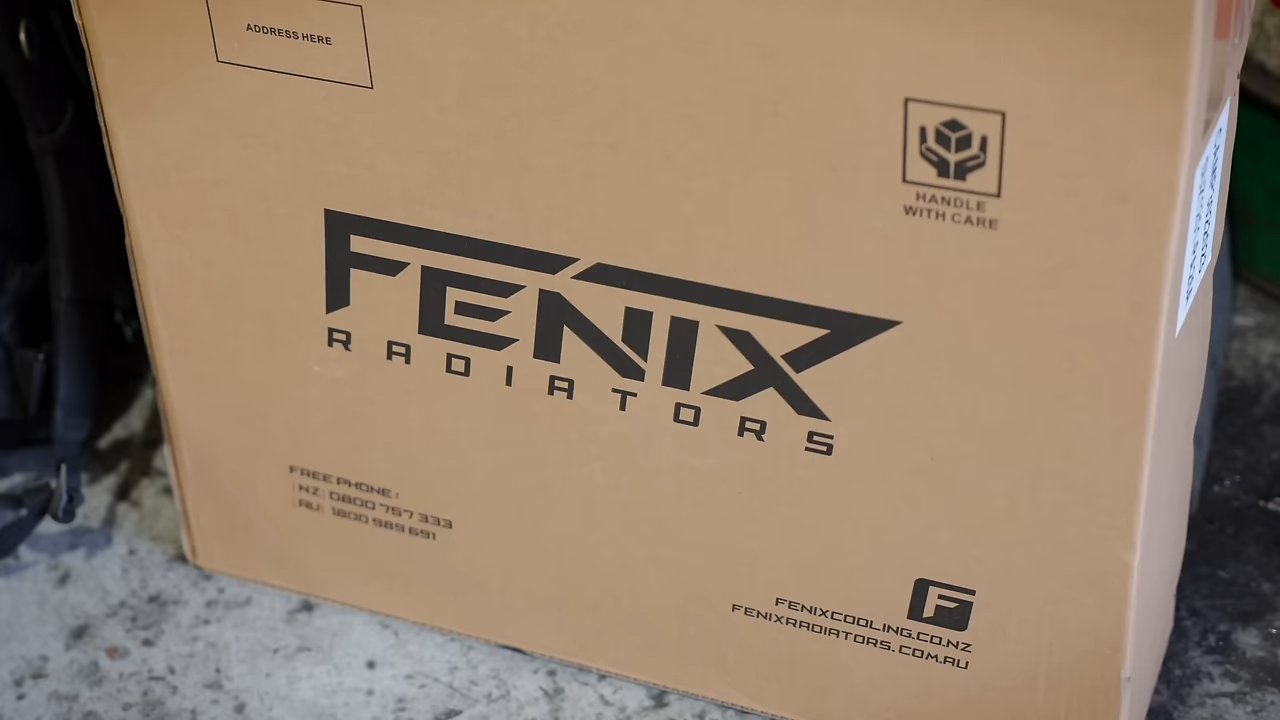 ADDRESS HERE
HANDLE
WITH CARE
FENIX
RADIATORS
FREE PHONE:
NZ: 0800 757 333
AU: 1800 989 691
F
FENIXCOOLING.CO.NZ
FENIXRADIATORS.COM.AU